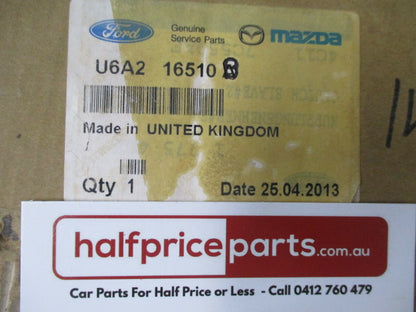 Ford
Genuine
Service Parts
mazda
U6A2 16510 B
Made in UNITED KINGDOM
/
Qty 1
Date 25.04.2013
halfpriceparts.com.au
Car Parts For Half Price or Less - Call 0412 760 479